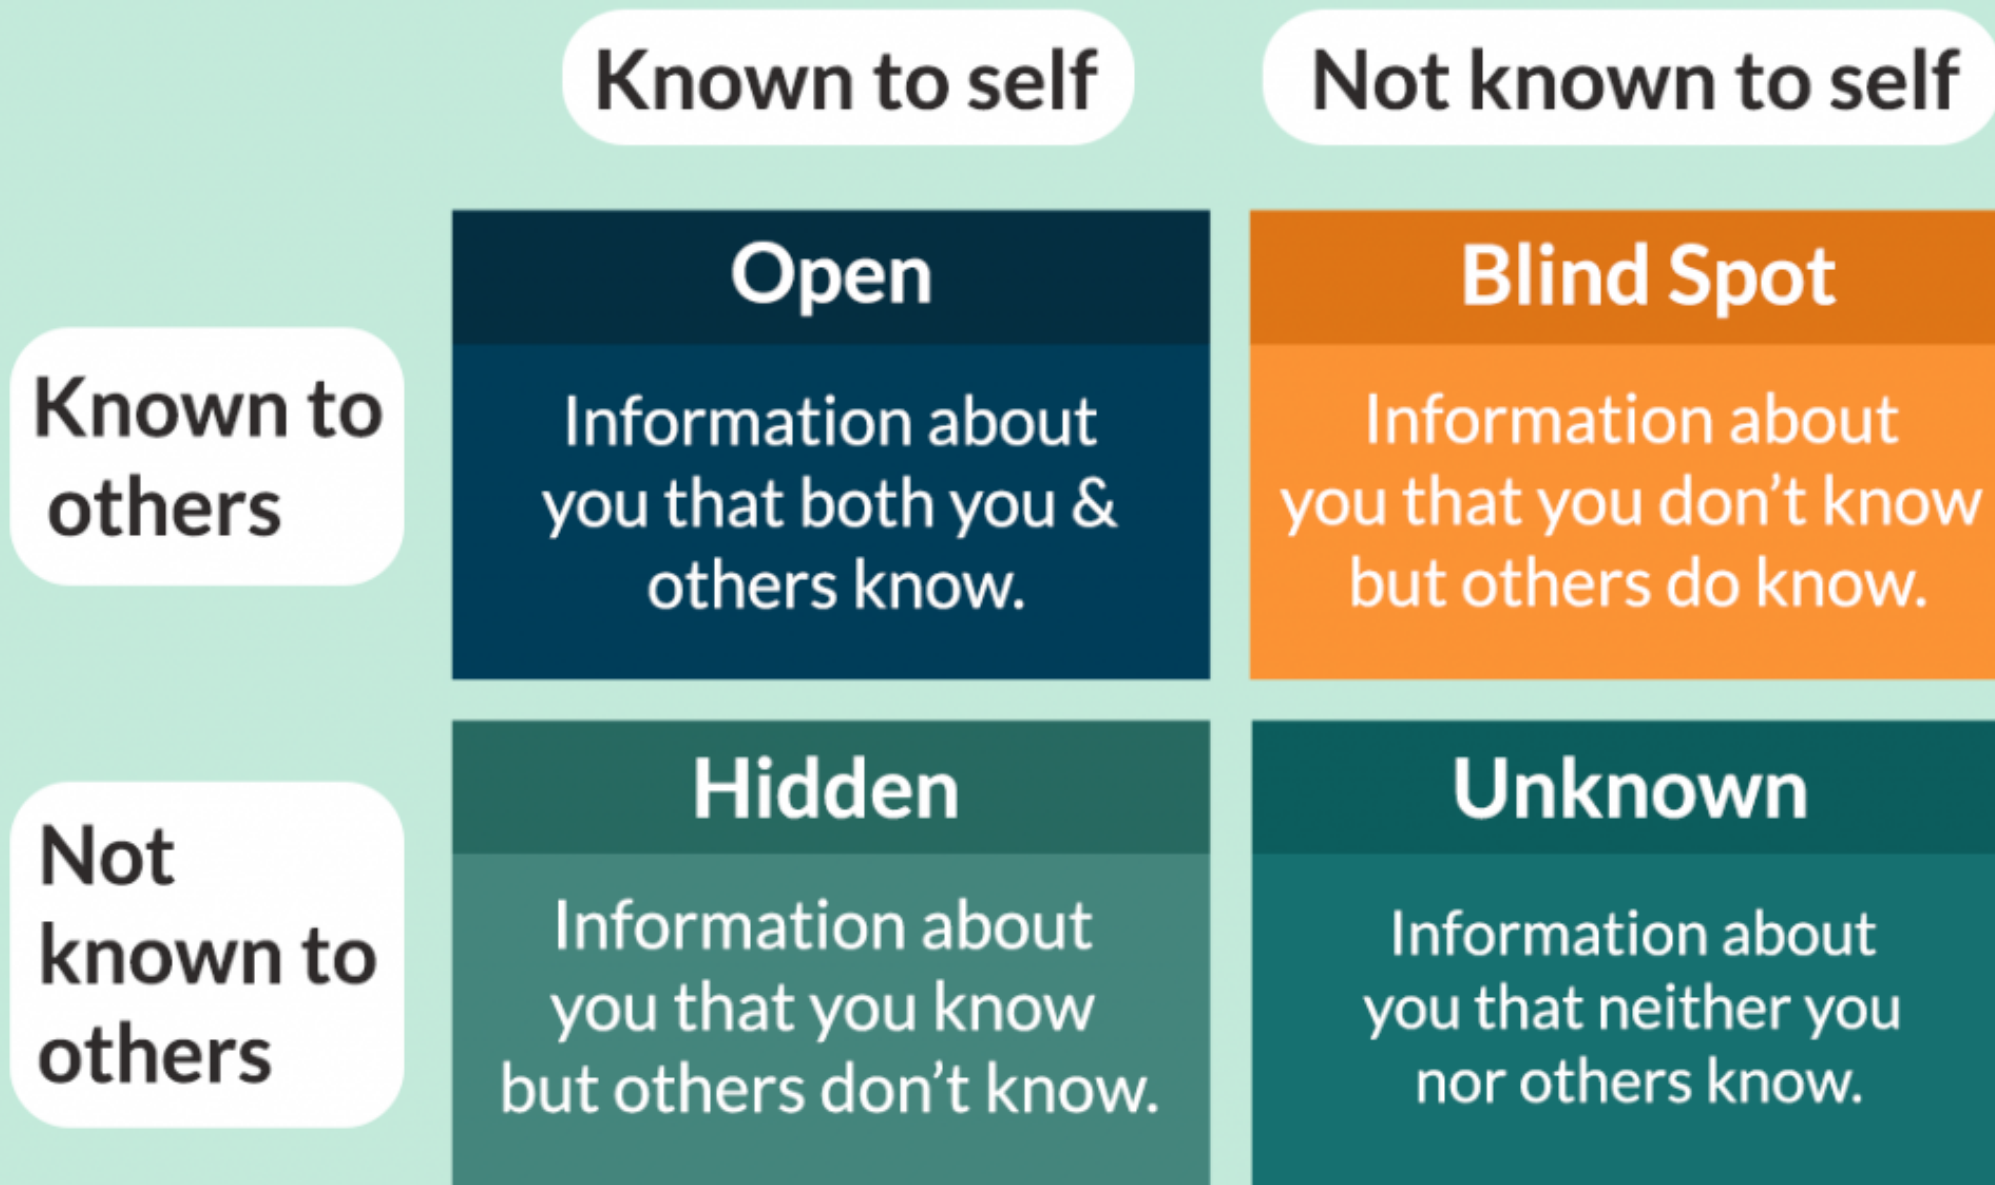 Known to self
Not known to self
Known to
others
Open
Information about
you that both you &
others know.
Blind Spot
Information about
you that you don’t know
but others do know.
Not
known to
others
Hidden
Information about
you that you know
but others don’t know.
Unknown
Information about
you that neither you
nor others know.